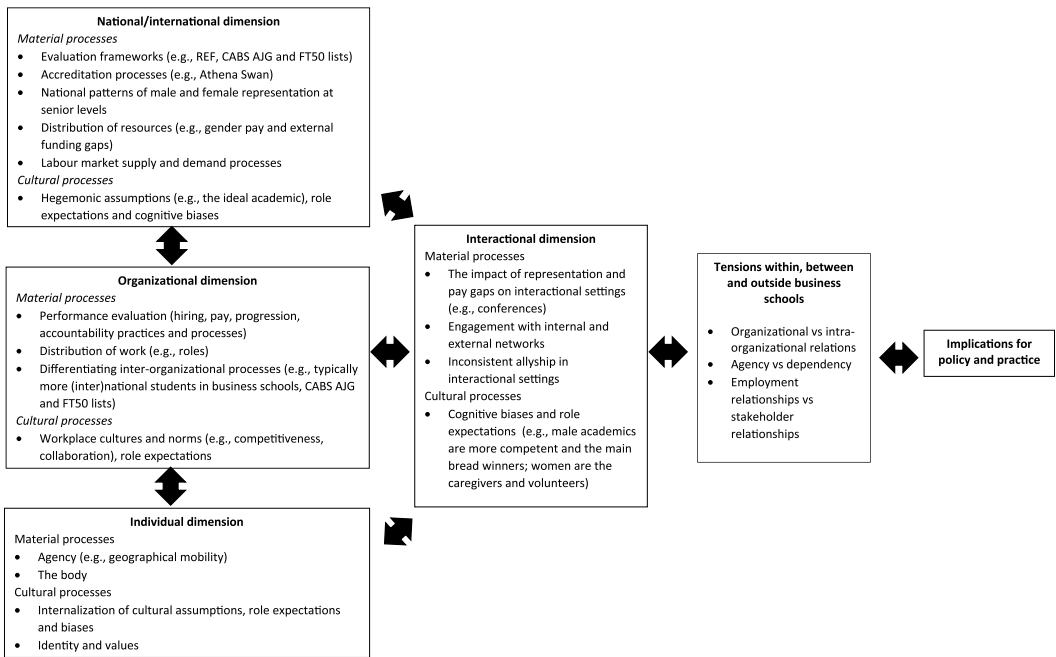 National/international dimension
Material processes
• Evaluation frameworks (e.g., REF, CABS AJG and FT50 lists)
• Accreditation processes (e.g., Athena Swan)
• National patterns of male and female representation at
senior levels
• Distribution of resources (e.g., gender pay and external
funding gaps)
• Labour market supply and demand processes
Cultural processes
• Hegemonic assumptions (e.g., the ideal academic), role
expectations and cognitive biases
Organizational dimension
Material processes
• Performance evaluation (hiring, pay, progression,
accountability practices and processes)
• Distribution of work (e.g., roles)
• Differentiating inter-organizational processes (e.g., typically
more (inter)national students in business schools, CABS AJG
and FT50 lists)
Cultural processes
• Workplace cultures and norms (e.g., competitiveness,
collaboration), role expectations
Individual dimension
Material processes
• Agency (e.g., geographical mobility)
• The body
Cultural processes
• Internalization of cultural assumptions, role expectations
and biases
• Identity and values
Interactional dimension
Material processes
• The impact of representation and
pay gaps on interactional settings
(e.g., conferences)
• Engagement with internal and
external networks
• Inconsistent allyship in
interactional settings
Cultural processes
• Cognitive biases and role
expectations (e.g., male academics
are more competent and the main
bread winners; women are the
caregivers and volunteers)
Tensions within, between
and outside business
schools
• Organizational vs intra-
organizational relations
• Agency vs dependency
• Employment
relationships vs
stakeholder
relationships
Implications for
policy and practice